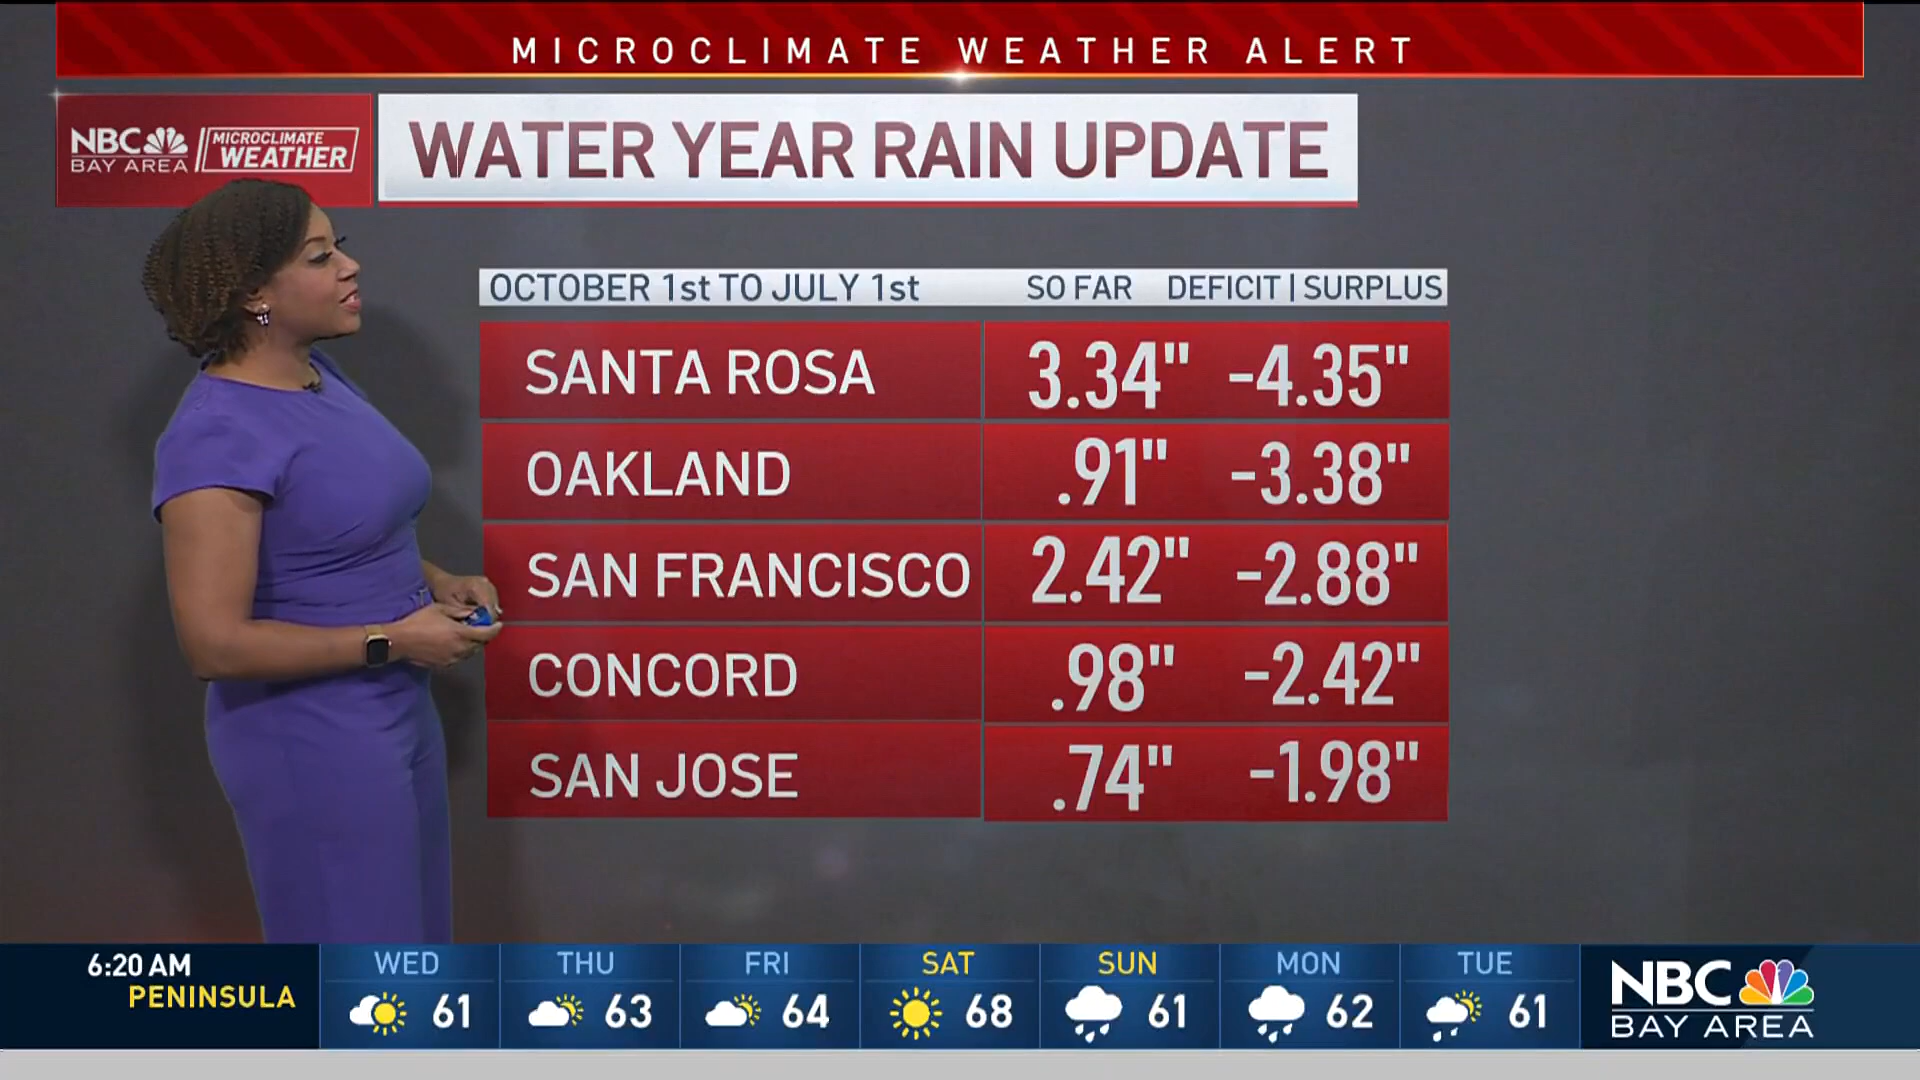 MICROCLIMATE WEATHER ALERT
NBC BAY AREA MICROCLIMATE WEATHER
WATER YEAR RAIN UPDATE
OCTOBER 1st TO JULY 1st SO FAR DEFICIT | SURPLUS
SANTA ROSA 3.34" -4.35"
OAKLAND .91" -3.38"
SAN FRANCISCO 2.42" -2.88"
CONCORD .98" -2.42"
SAN JOSE .74" -1.98"
6:20 AM
PENINSULA
WED 61
THU 63
FRI 64
SAT 68
SUN 61
MON 62
TUE 61
NBC
BAY AREA